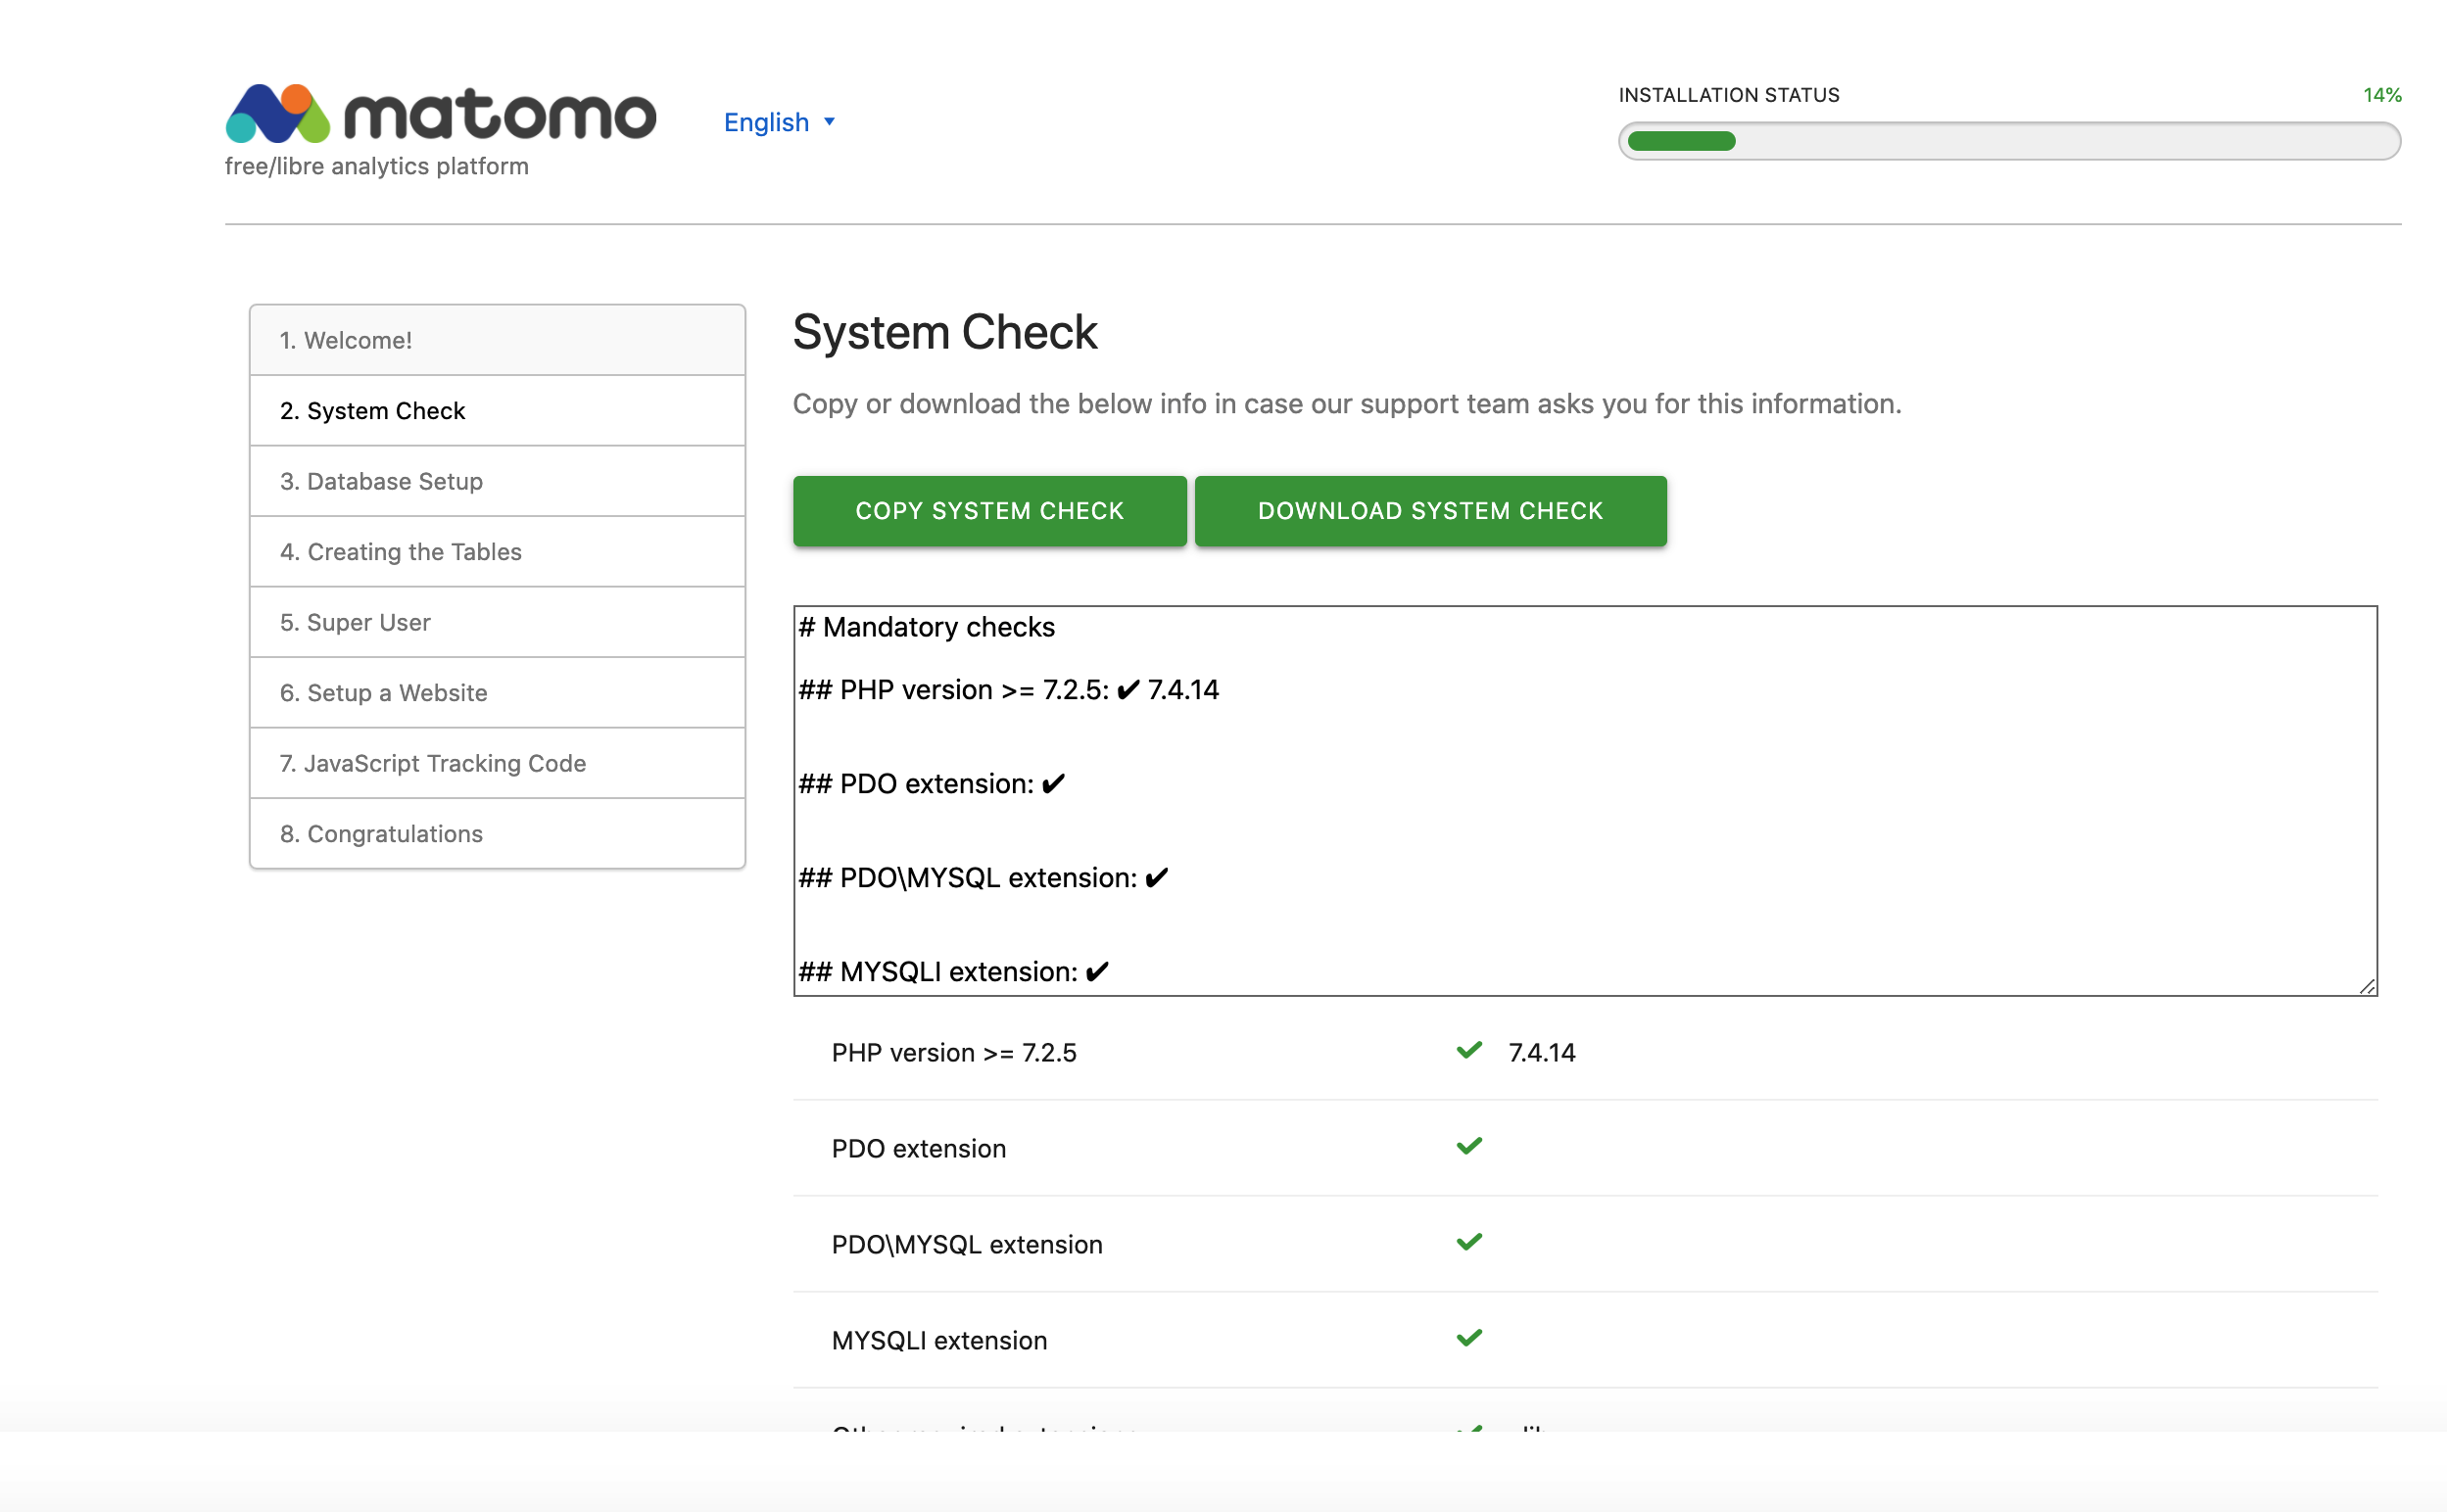 matomo
free/libre analytics platform
English
INSTALLATION STATUS 14%
1. Welcome!
2. System Check
3. Database Setup
4. Creating the Tables
5. Super User
6. Setup a Website
7. JavaScript Tracking Code
8. Congratulations
System Check
Copy or download the below info in case our support team asks you for this information.
COPY SYSTEM CHECK DOWNLOAD SYSTEM CHECK
# Mandatory checks
## PHP version >= 7.2.5: ✔ 7.4.14
## PDO extension: ✔
## PDO\MYSQL extension: ✔
## MYSQLI extension: ✔
PHP version >= 7.2.5 ✔ 7.4.14
PDO extension ✔
PDO\MYSQL extension ✔
MYSQLI extension ✔